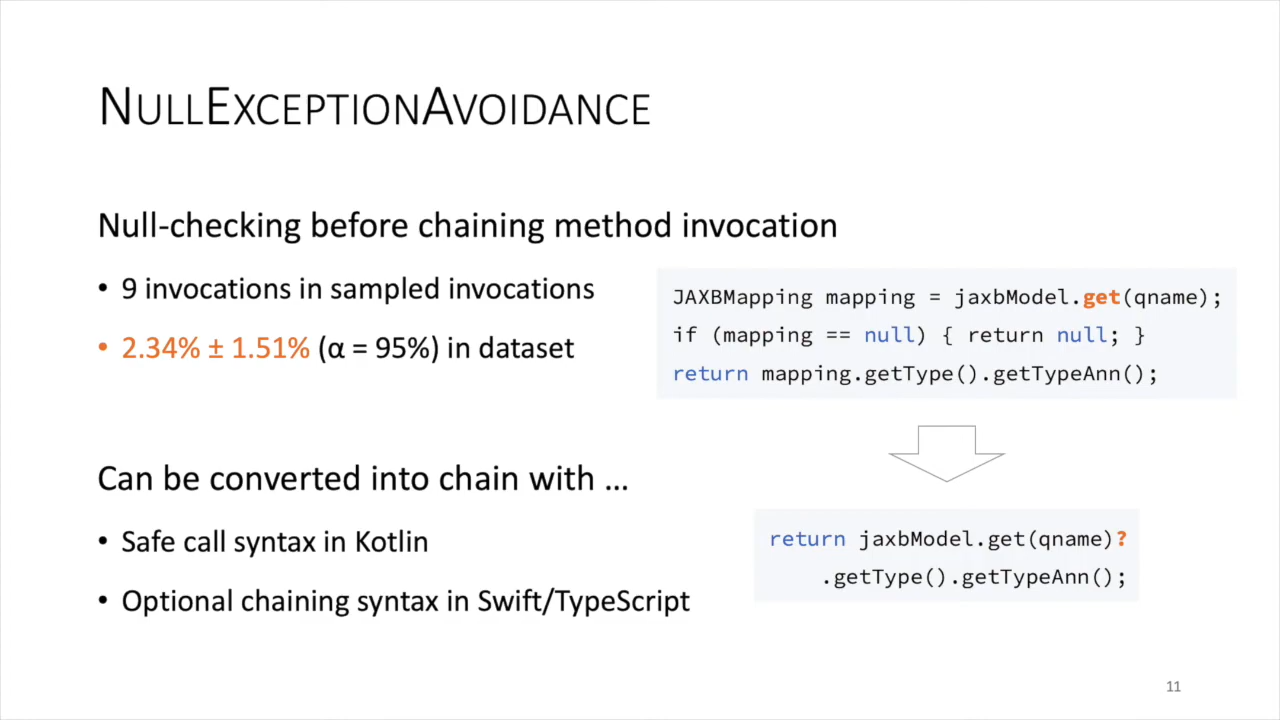 NULLEXCEPTIONAVOIDANCE
Null-checking before chaining method invocation
• 9 invocations in sampled invocations
• 2.34% ± 1.51% (α = 95%) in dataset
JAXBMapping mapping = jaxbModel.get(qname);
if (mapping == null) { return null; }
return mapping.getType().getTypeAnn();
Can be converted into chain with ...
• Safe call syntax in Kotlin
• Optional chaining syntax in Swift/TypeScript
return jaxbModel.get(qname)?
.getType().getTypeAnn();
11